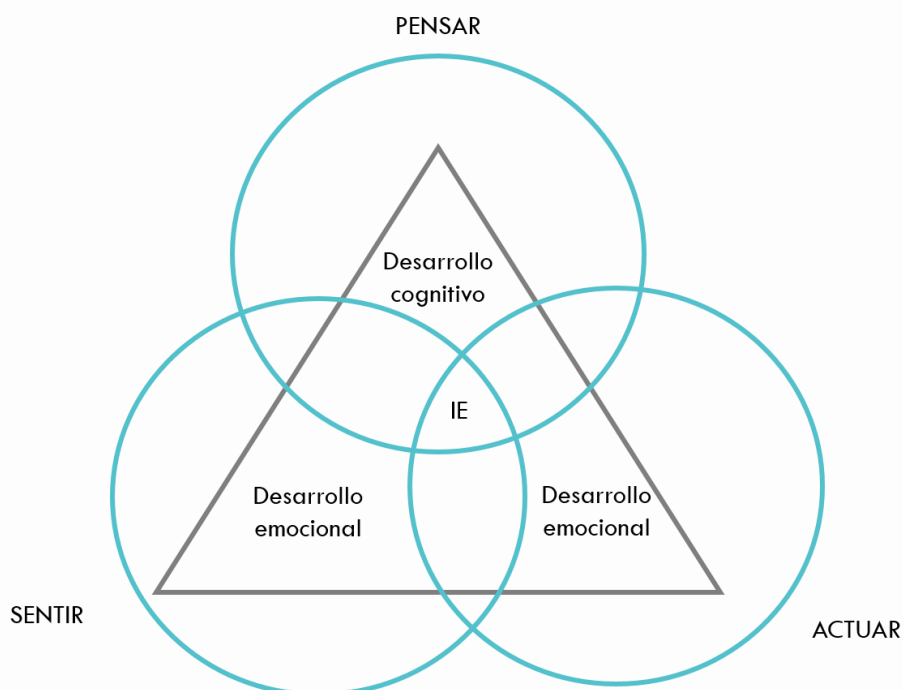 PENSAR
Desarrollo
cognitivo
IE
Desarrollo
emocional
Desarrollo
emocional
SENTIR
ACTUAR